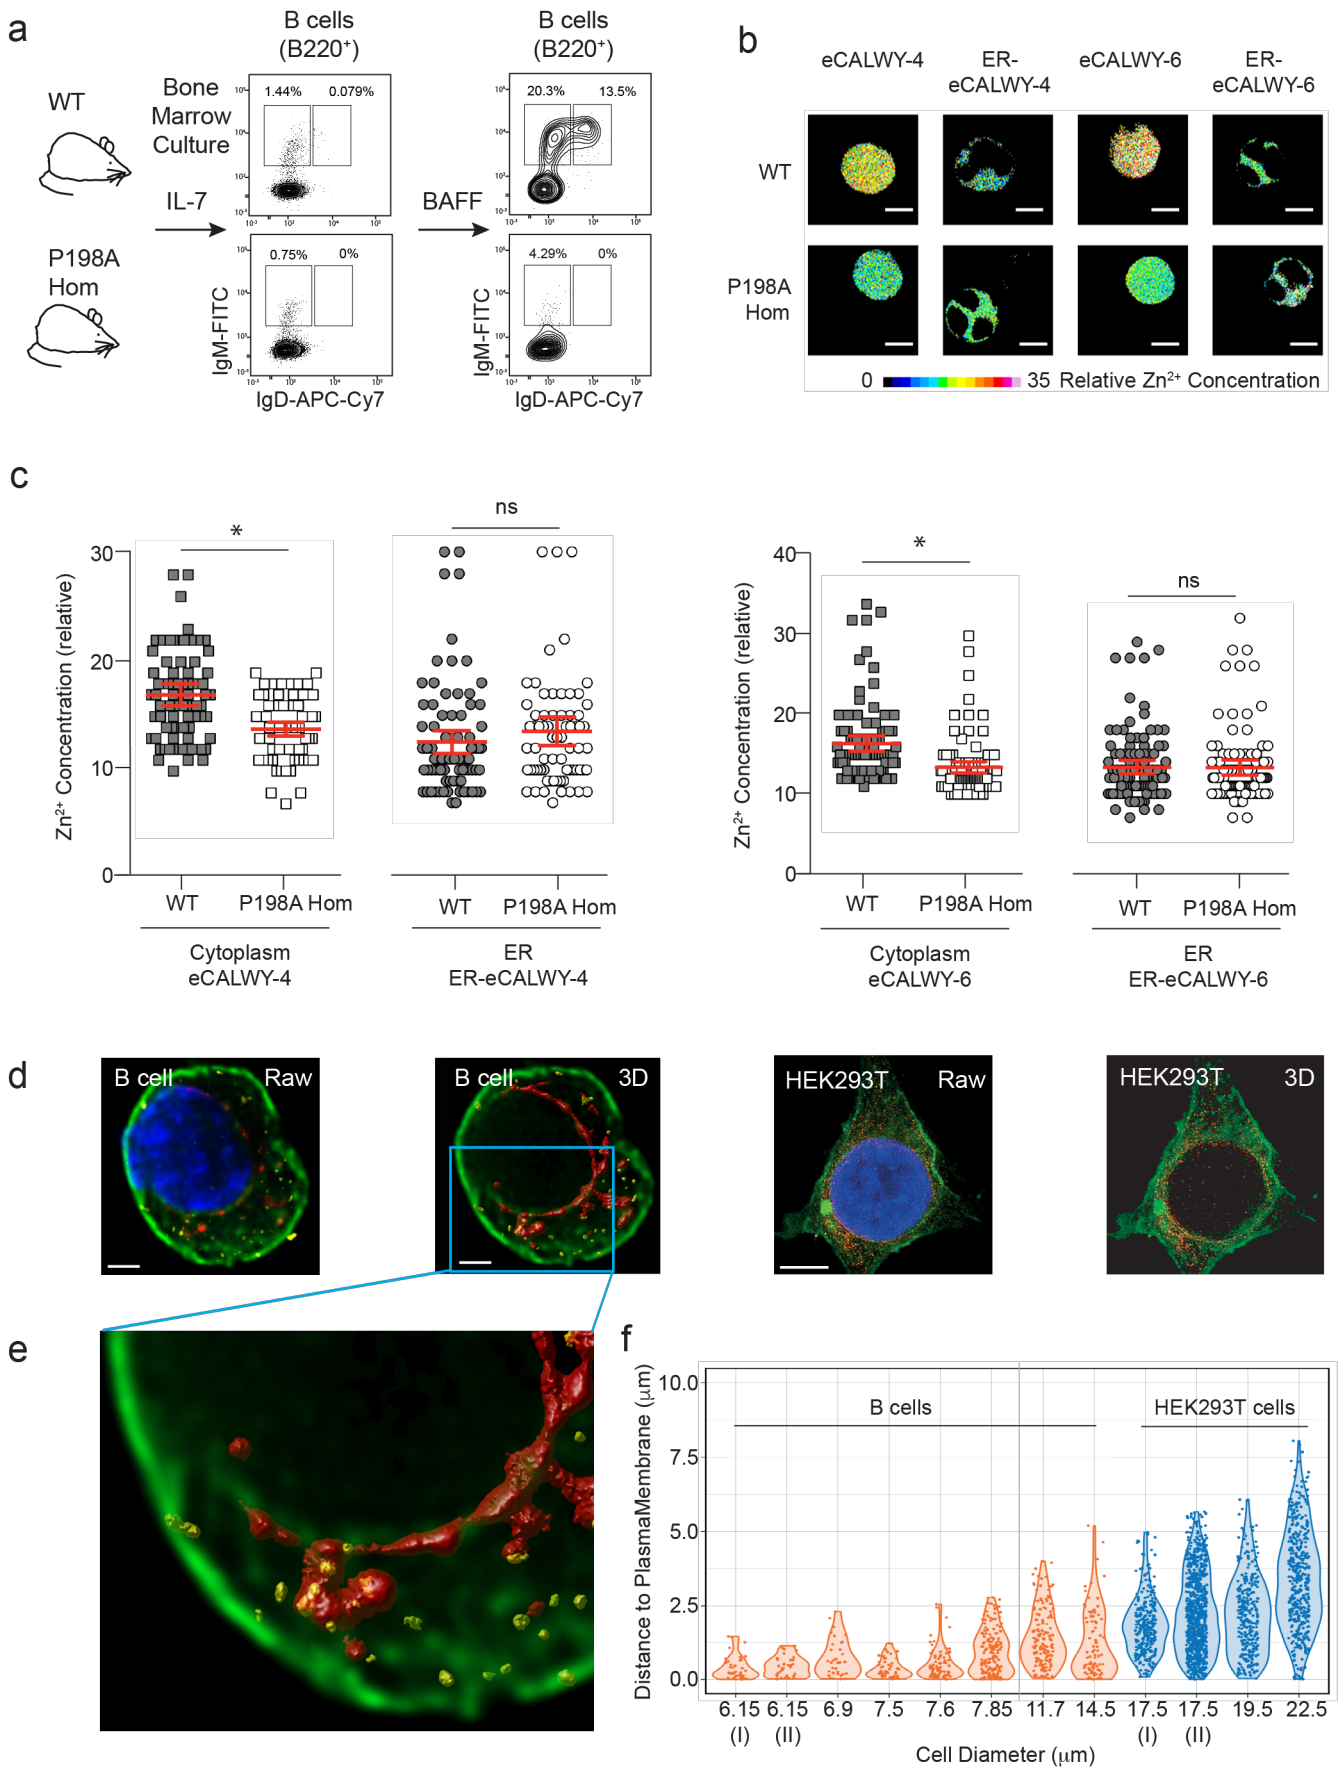 a
B cells
(B220⁺)
B cells
(B220⁺)
WT
Bone
Marrow
Culture
IL-7
BAFF
P198A
Hom
1.44%
0.079%
20.3%
13.5%
0.75%
0%
4.29%
0%
IgM-FITC
IgM-FITC
IgD-APC-Cy7
IgD-APC-Cy7
b
eCALWY-4
ER-
eCALWY-4
eCALWY-6
ER-
eCALWY-6
WT
P198A
Hom
0
35 Relative Zn²⁺ Concentration
c
Zn²⁺ Concentration (relative)
30
20
10
0
*
ns
WT
P198A Hom
WT
P198A Hom
Cytoplasm
eCALWY-4
ER
ER-eCALWY-4
Zn²⁺ Concentration (relative)
40
30
20
10
0
*
ns
WT
P198A Hom
WT
P198A Hom
Cytoplasm
eCALWY-6
ER
ER-eCALWY-6
d
B cell
Raw
B cell
3D
HEK293T
Raw
HEK293T
3D
e
f
Distance to PlasmaMembrane (μm)
10.0
7.5
5.0
2.5
0.0
B cells
HEK293T cells
6.15
(I)
6.15
(II)
6.9
7.5
7.6
7.85
11.7
14.5
17.5
(I)
17.5
(II)
19.5
22.5
Cell Diameter (μm)